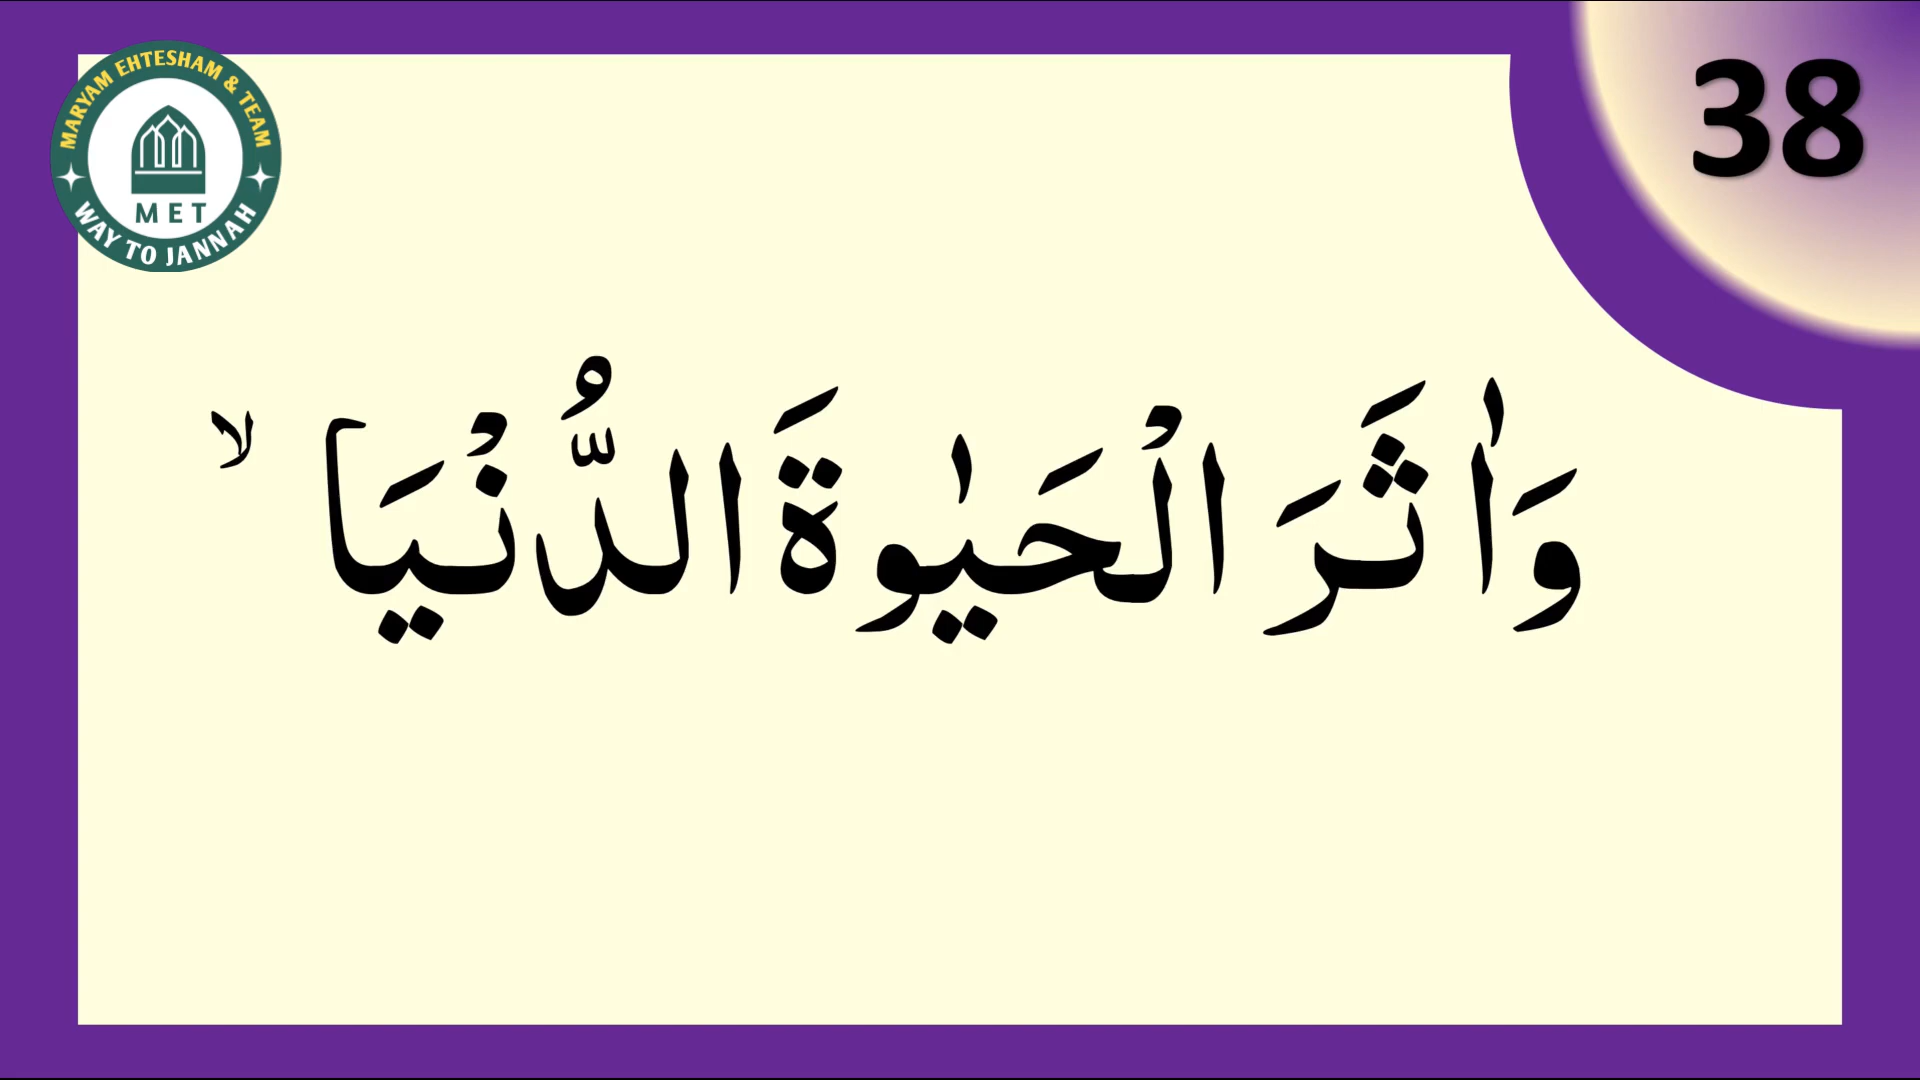 MARYAM EHTESHAM & TEAM
MET
WAY TO JANNAH
38
وَاٰثَرَ الْحَيٰوةَ الدُّنْيَا ۙ